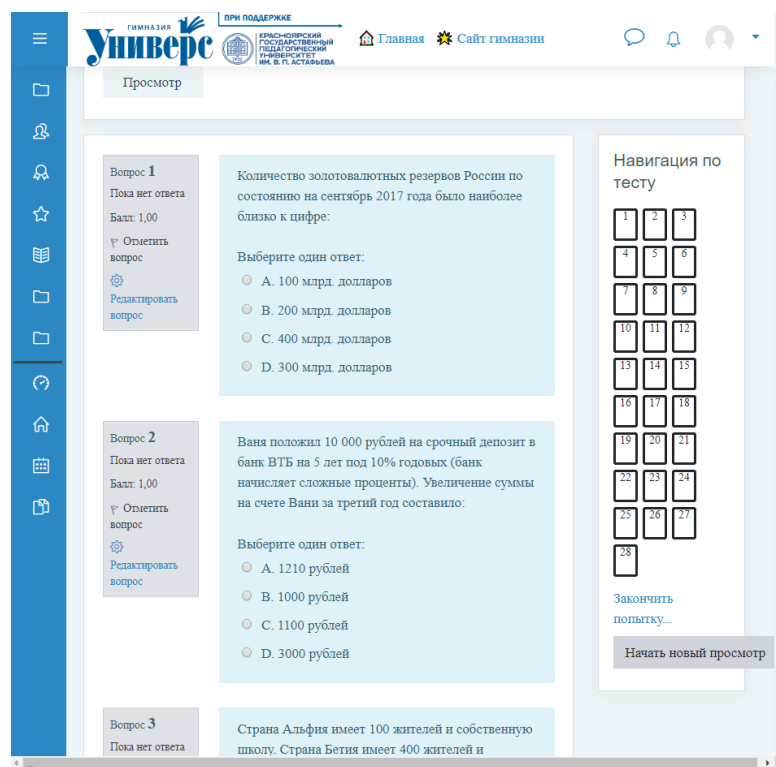 ГИМНАЗИЯ
Универс
ПРИ ПОДДЕРЖКЕ
КРАСНОЯРСКИЙ
ГОСУДАРСТВЕННЫЙ
ПЕДАГОГИЧЕСКИЙ
УНИВЕРСИТЕТ
ИМ. В. П. АСТАФЬЕВА
Главная
Сайт гимназии
Просмотр
Вопрос 1
Пока нет ответа
Балл: 1,00
Отметить
вопрос
Редактировать
вопрос
Количество золотовалютных резервов России по
состоянию на сентябрь 2017 года было наиболее
близко к цифре:
Выберите один ответ:
A. 100 млрд. долларов
B. 200 млрд. долларов
C. 400 млрд. долларов
D. 300 млрд. долларов
Вопрос 2
Пока нет ответа
Балл: 1,00
Отметить
вопрос
Редактировать
вопрос
Ваня положил 10 000 рублей на срочный депозит в
банк ВТБ на 5 лет под 10% годовых (банк
начисляет сложные проценты). Увеличение суммы
на счете Вани за третий год составило:
Выберите один ответ:
A. 1210 рублей
B. 1000 рублей
C. 1100 рублей
D. 3000 рублей
Вопрос 3
Пока нет ответа
Страна Альфия имеет 100 жителей и собственную
школу. Страна Бетия имеет 400 жителей и
Навигация по
тесту
1 2 3
4 5 6
7 8 9
10 11 12
13 14 15
16 17 18
19 20 21
22 23 24
25 26 27
28
Закончить
попытку...
Начать новый просмотр